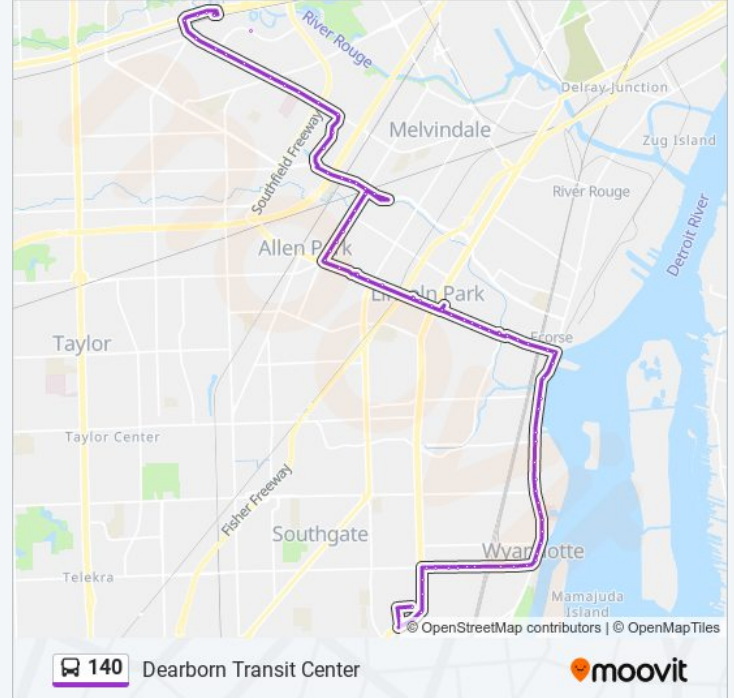 River Rouge
Delray Junction
Melvindale
Zug Island
Southfield Freeway
River Rouge
Detroit River
Allen Park
Lincoln Park
Ecorse
Taylor
Taylor Center
Fisher Freeway
Southgate
Wyandotte
Telekra
Mamajuda
Island
© OpenStreetMap contributors | © OpenMapTiles
140 Dearborn Transit Center
moovit